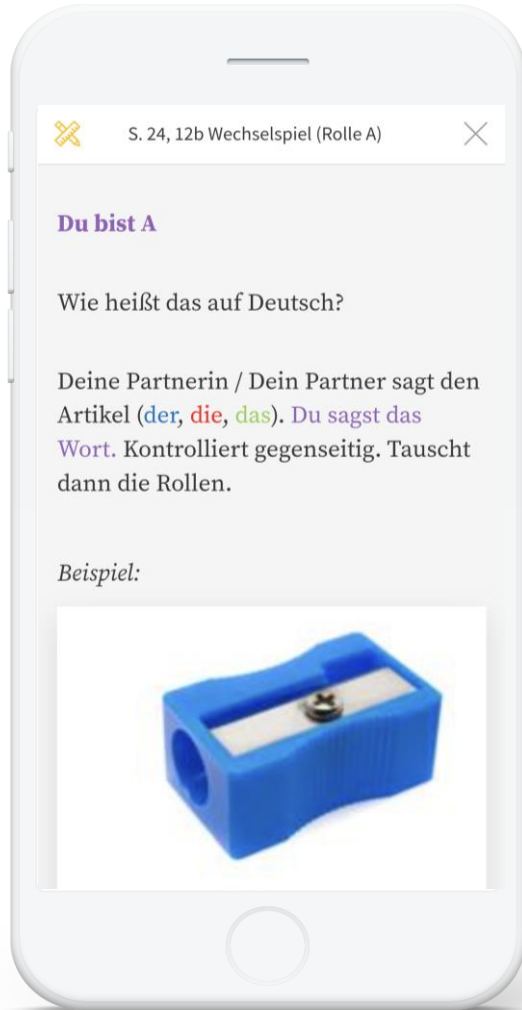 S. 24, 12b Wechselspiel (Rolle A)
Du bist A
Wie heißt das auf Deutsch?
Deine Partnerin / Dein Partner sagt den
Artikel (der, die, das). Du sagst das
Wort. Kontrolliert gegenseitig. Tauscht
dann die Rollen.
Beispiel: